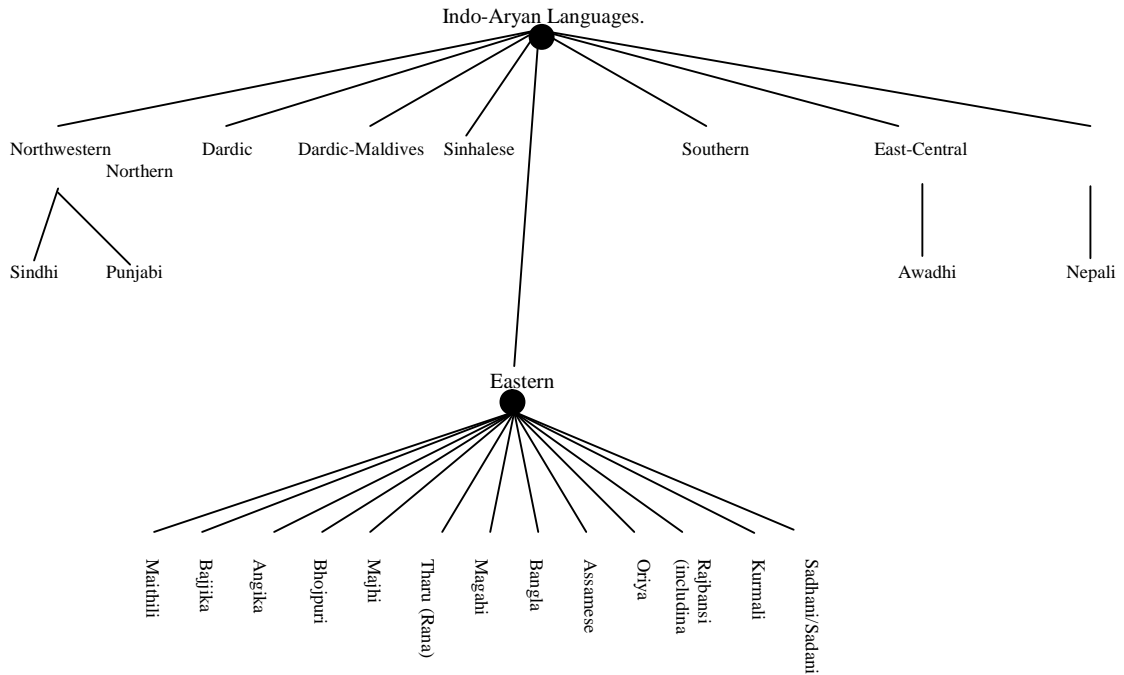 Indo-Aryan Languages.
Northwestern
Dardic
Dardic-Maldives
Sinhalese
Southern
East-Central
Northern
Sindhi
Punjabi
Awadhi
Nepali
Eastern
Maithili
Bajjika
Angika
Bhojpuri
Majhi
Tharu (Rana)
Magahi
Bangla
Assamese
Oriya
Rajbansi
(includina
Kurmali
Sadhani/Sadani